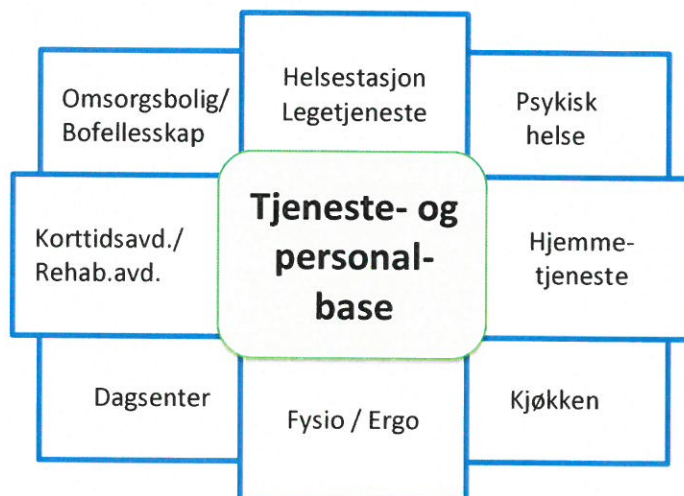 Omsorgsbolig/
Bofellesskap
Helsestasjon
Legetjeneste
Psykisk
helse
Korttidsavd./
Rehab.avd.
Tjeneste- og
personal-
base
Hjemme-
tjeneste
Dagsenter
Fysio / Ergo
Kjøkken